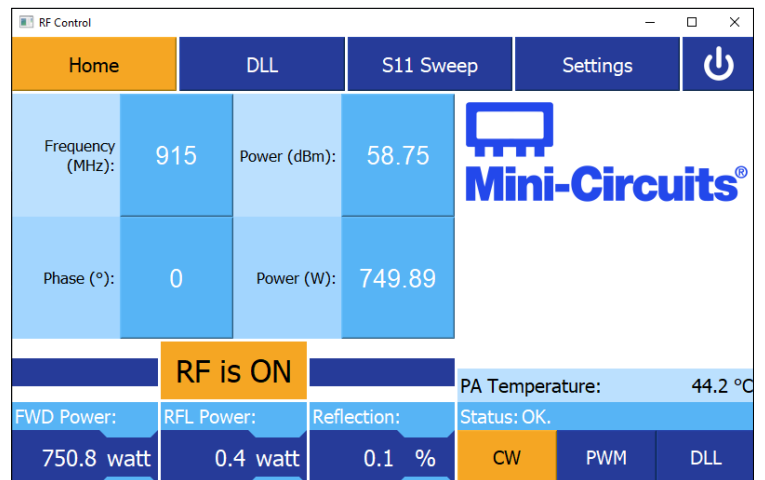 RF Control
Home
DLL
S11 Sweep
Settings
Frequency
(MHz):
915
Power (dBm):
58.75
Mini-Circuits®
Phase (°):
0
Power (W):
749.89
RF is ON
PA Temperature:
44.2 °C
FWD Power:
RFL Power:
Reflection:
Status: OK.
750.8 watt
0.4 watt
0.1 %
CW
PWM
DLL